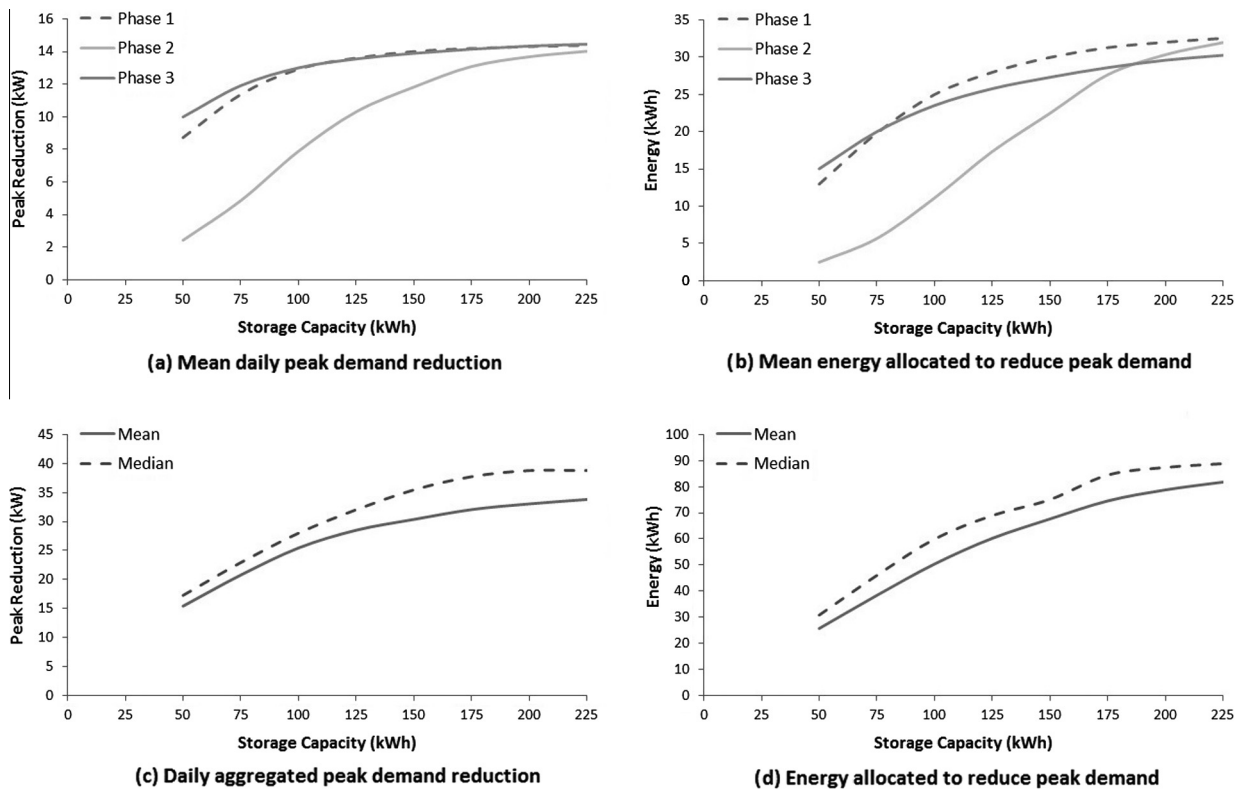 Peak Reduction (kW)
16
14
12
10
8
6
4
2
0
Phase 1
Phase 2
Phase 3
0 25 50 75 100 125 150 175 200 225
Storage Capacity (kWh)
(a) Mean daily peak demand reduction
Energy (kWh)
35
30
25
20
15
10
5
0
Phase 1
Phase 2
Phase 3
0 25 50 75 100 125 150 175 200 225
Storage Capacity (kWh)
(b) Mean energy allocated to reduce peak demand
Peak Reduction (kW)
45
40
35
30
25
20
15
10
5
0
Mean
Median
0 25 50 75 100 125 150 175 200 225
Storage Capacity (kWh)
(c) Daily aggregated peak demand reduction
Energy (kWh)
100
90
80
70
60
50
40
30
20
10
0
Mean
Median
0 25 50 75 100 125 150 175 200 225
Storage Capacity (kWh)
(d) Energy allocated to reduce peak demand